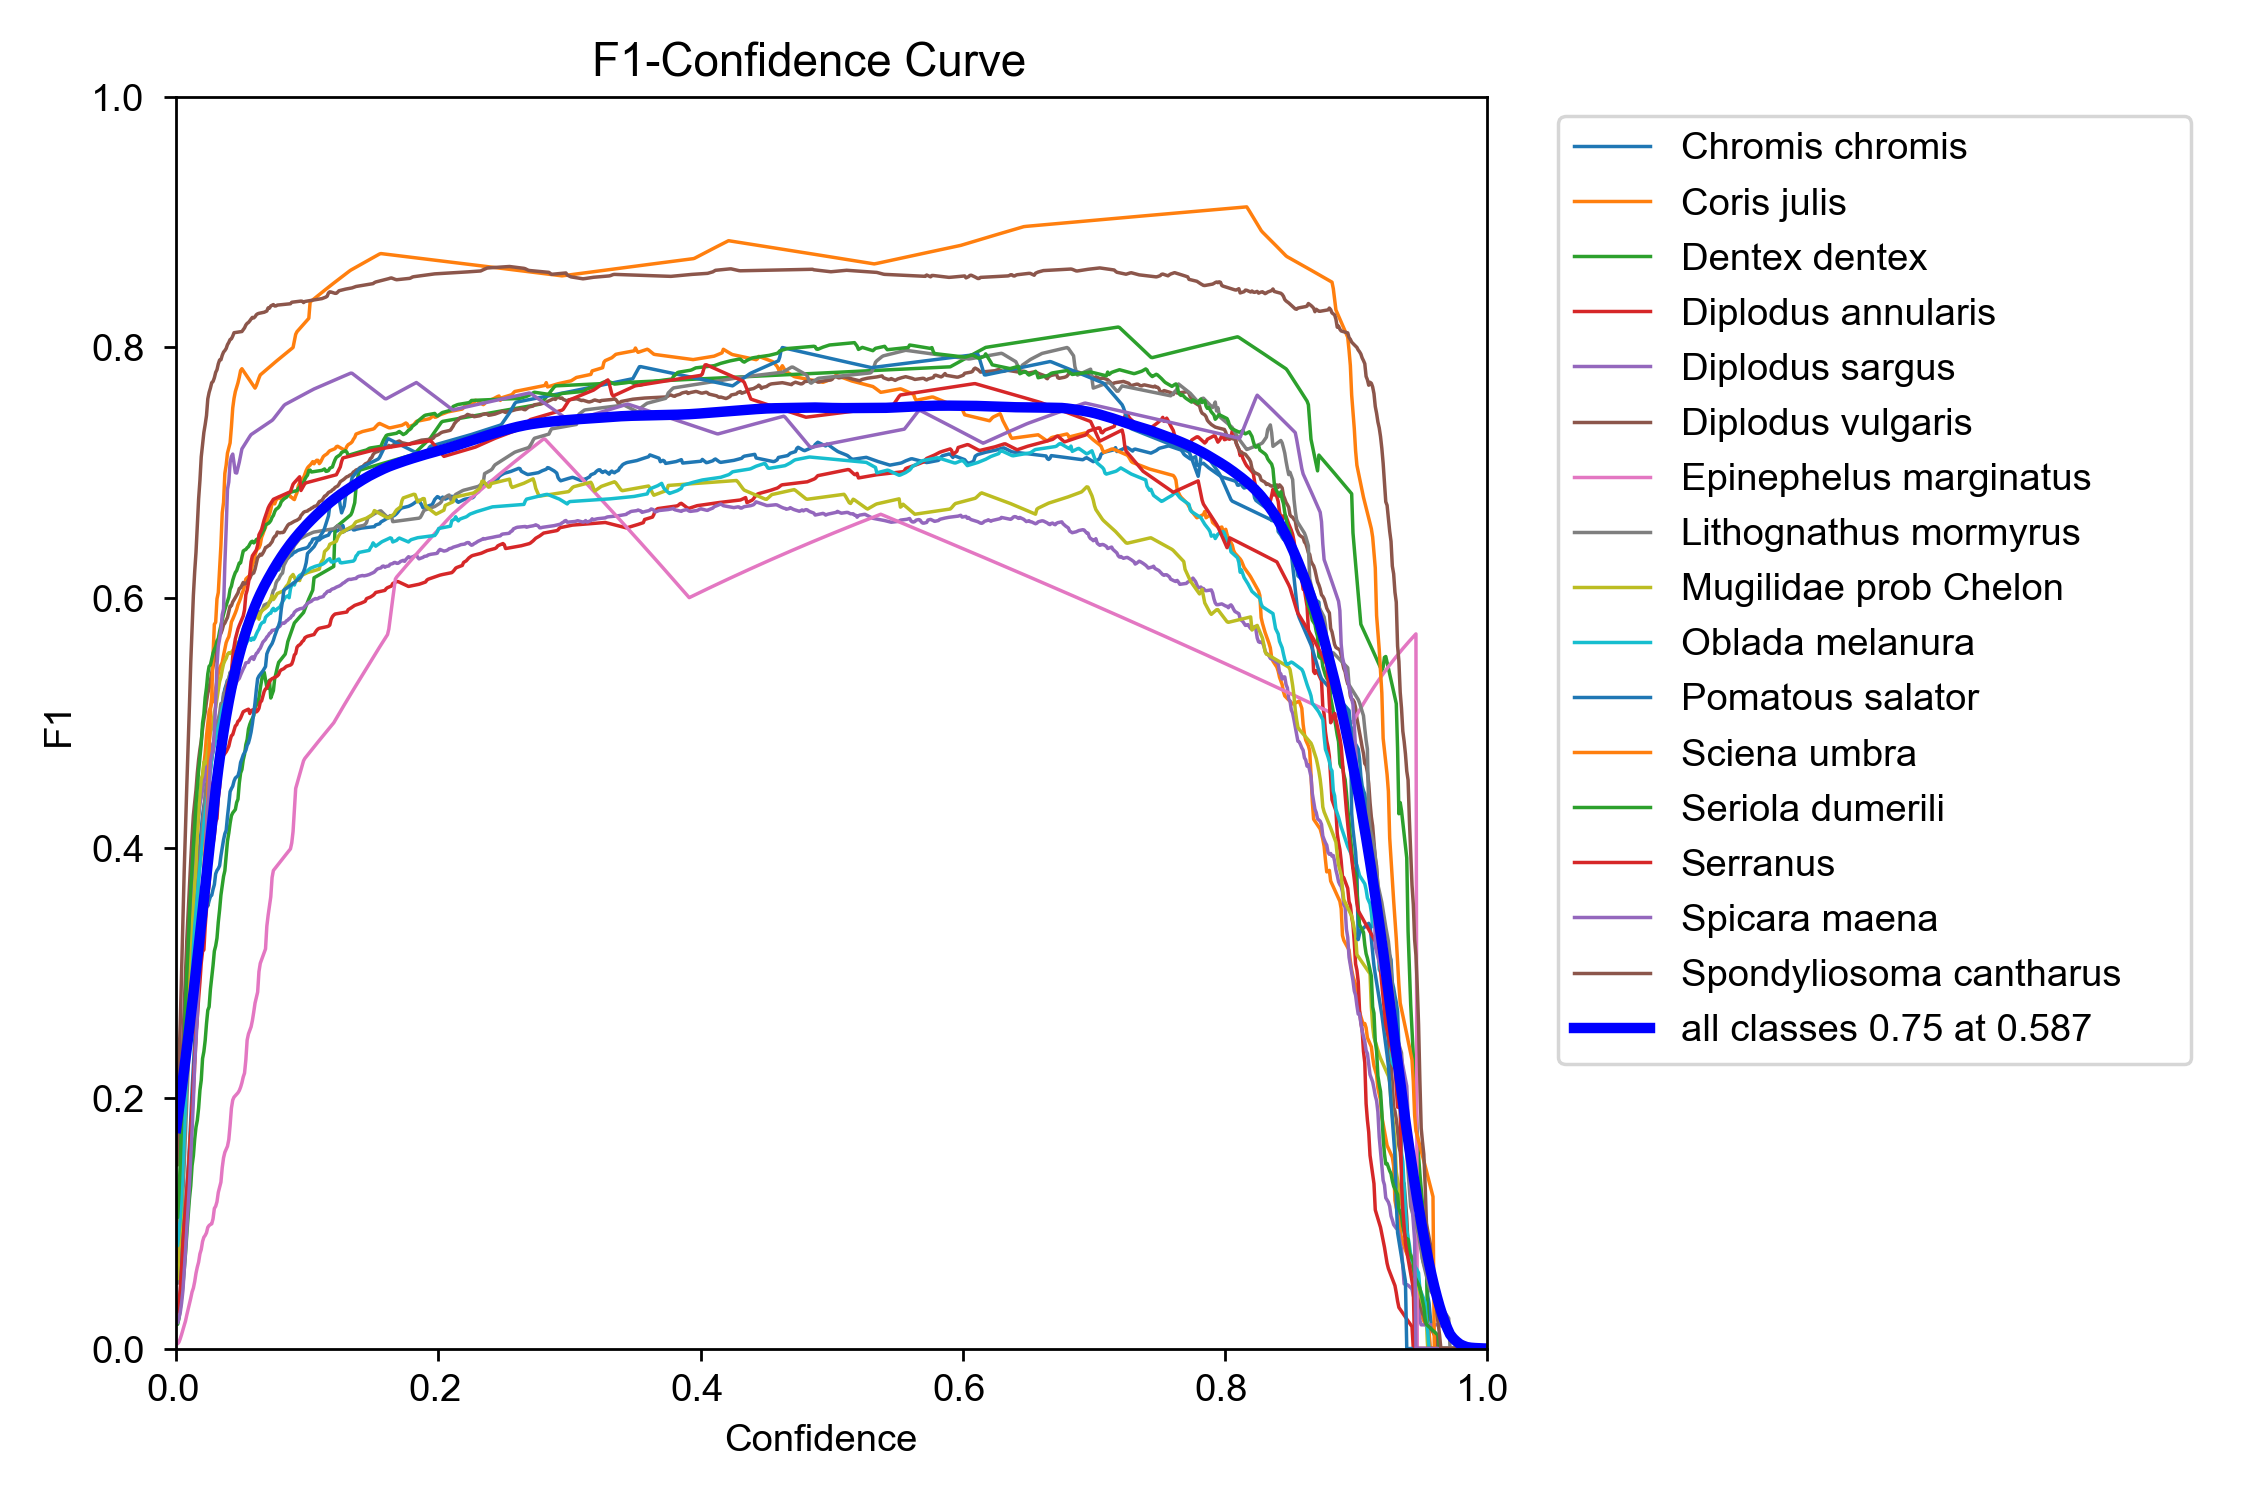 F1-Confidence Curve
1.0
0.8
0.6
0.4
0.2
0.0
F1
0.0 0.2 0.4 0.6 0.8 1.0
Confidence
Chromis chromis
Coris julis
Dentex dentex
Diplodus annularis
Diplodus sargus
Diplodus vulgaris
Epinephelus marginatus
Lithognathus mormyrus
Mugilidae prob Chelon
Oblada melanura
Pomatous salator
Sciena umbra
Seriola dumerili
Serranus
Spicara maena
Spondyliosoma cantharus
all classes 0.75 at 0.587